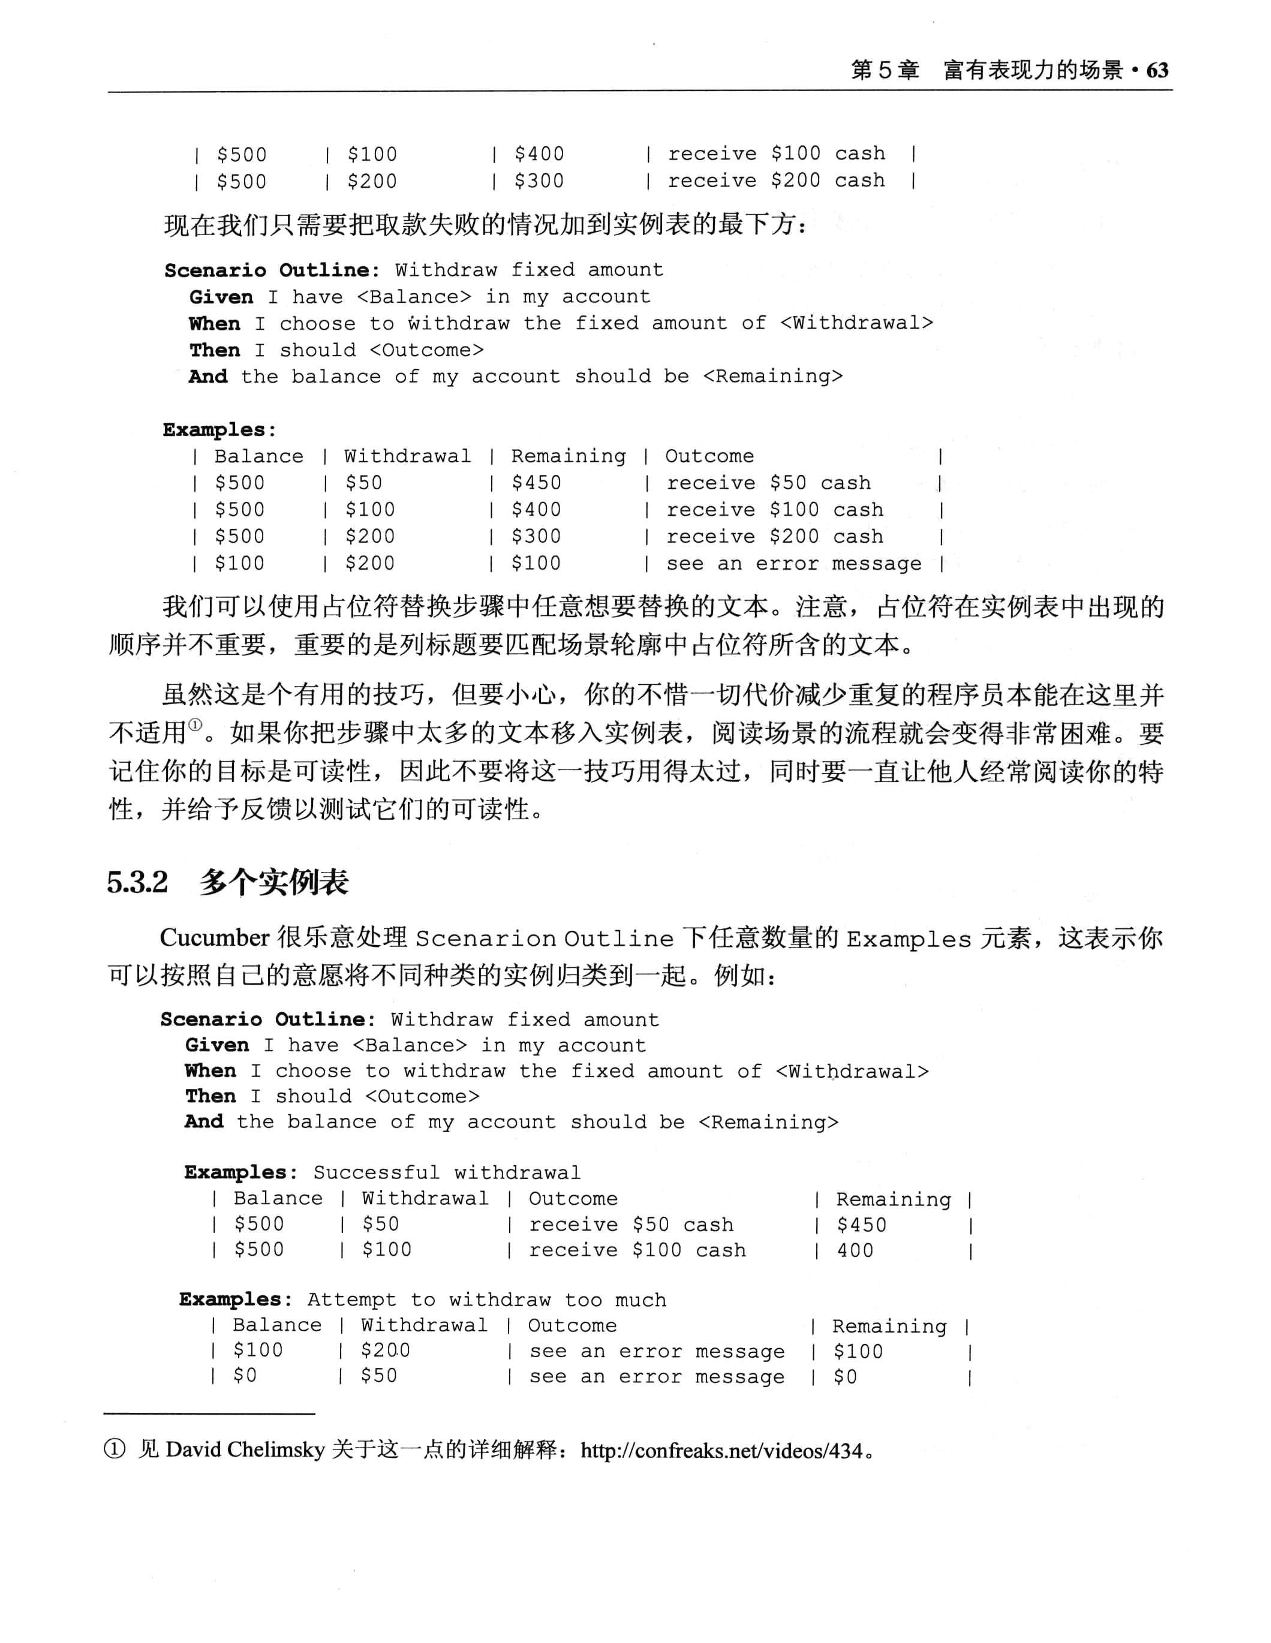 第 5 章 富有表现力的场景 • 63
| $500 | $100 | $400 | receive $100 cash |
| $500 | $200 | $300 | receive $200 cash |
现在我们只需要把取款失败的情况加到实例表的最下方：
Scenario Outline: Withdraw fixed amount
Given I have <Balance> in my account
When I choose to withdraw the fixed amount of <Withdrawal>
Then I should <Outcome>
And the balance of my account should be <Remaining>
Examples:
| Balance | Withdrawal | Remaining | Outcome |
| $500 | $50 | $450 | receive $50 cash |
| $500 | $100 | $400 | receive $100 cash |
| $500 | $200 | $300 | receive $200 cash |
| $100 | $200 | $100 | see an error message |
我们可以使用占位符替换步骤中任意想要替换的文本。注意，占位符在实例表中出现的
顺序并不重要，重要的是列标题要匹配场景轮廓中占位符所含的文本。
虽然这是个有用的技巧，但要小心，你的不惜一切代价减少重复的程序员本能在这里并
不适用①。如果你把步骤中太多的文本移入实例表，阅读场景的流程就会变得非常困难。要
记住你的目标是可读性，因此不要将这一技巧用得太过，同时要一直让他人经常阅读你的特
性，并给予反馈以测试它们的可读性。
5.3.2 多个实例表
Cucumber 很乐意处理 Scenarion Outline 下任意数量的 Examples 元素，这表示你
可以按照自己的意愿将不同种类的实例归类到一起。例如：
Scenario Outline: Withdraw fixed amount
Given I have <Balance> in my account
When I choose to withdraw the fixed amount of <Withdrawal>
Then I should <Outcome>
And the balance of my account should be <Remaining>
Examples: Successful withdrawal
| Balance | Withdrawal | Outcome | Remaining |
| $500 | $50 | receive $50 cash | $450 |
| $500 | $100 | receive $100 cash | 400 |
Examples: Attempt to withdraw too much
| Balance | Withdrawal | Outcome | Remaining |
| $100 | $200 | see an error message | $100 |
| $0 | $50 | see an error message | $0 |
① 见 David Chelimsky 关于这一点的详细解释：http://confreaks.net/videos/434。